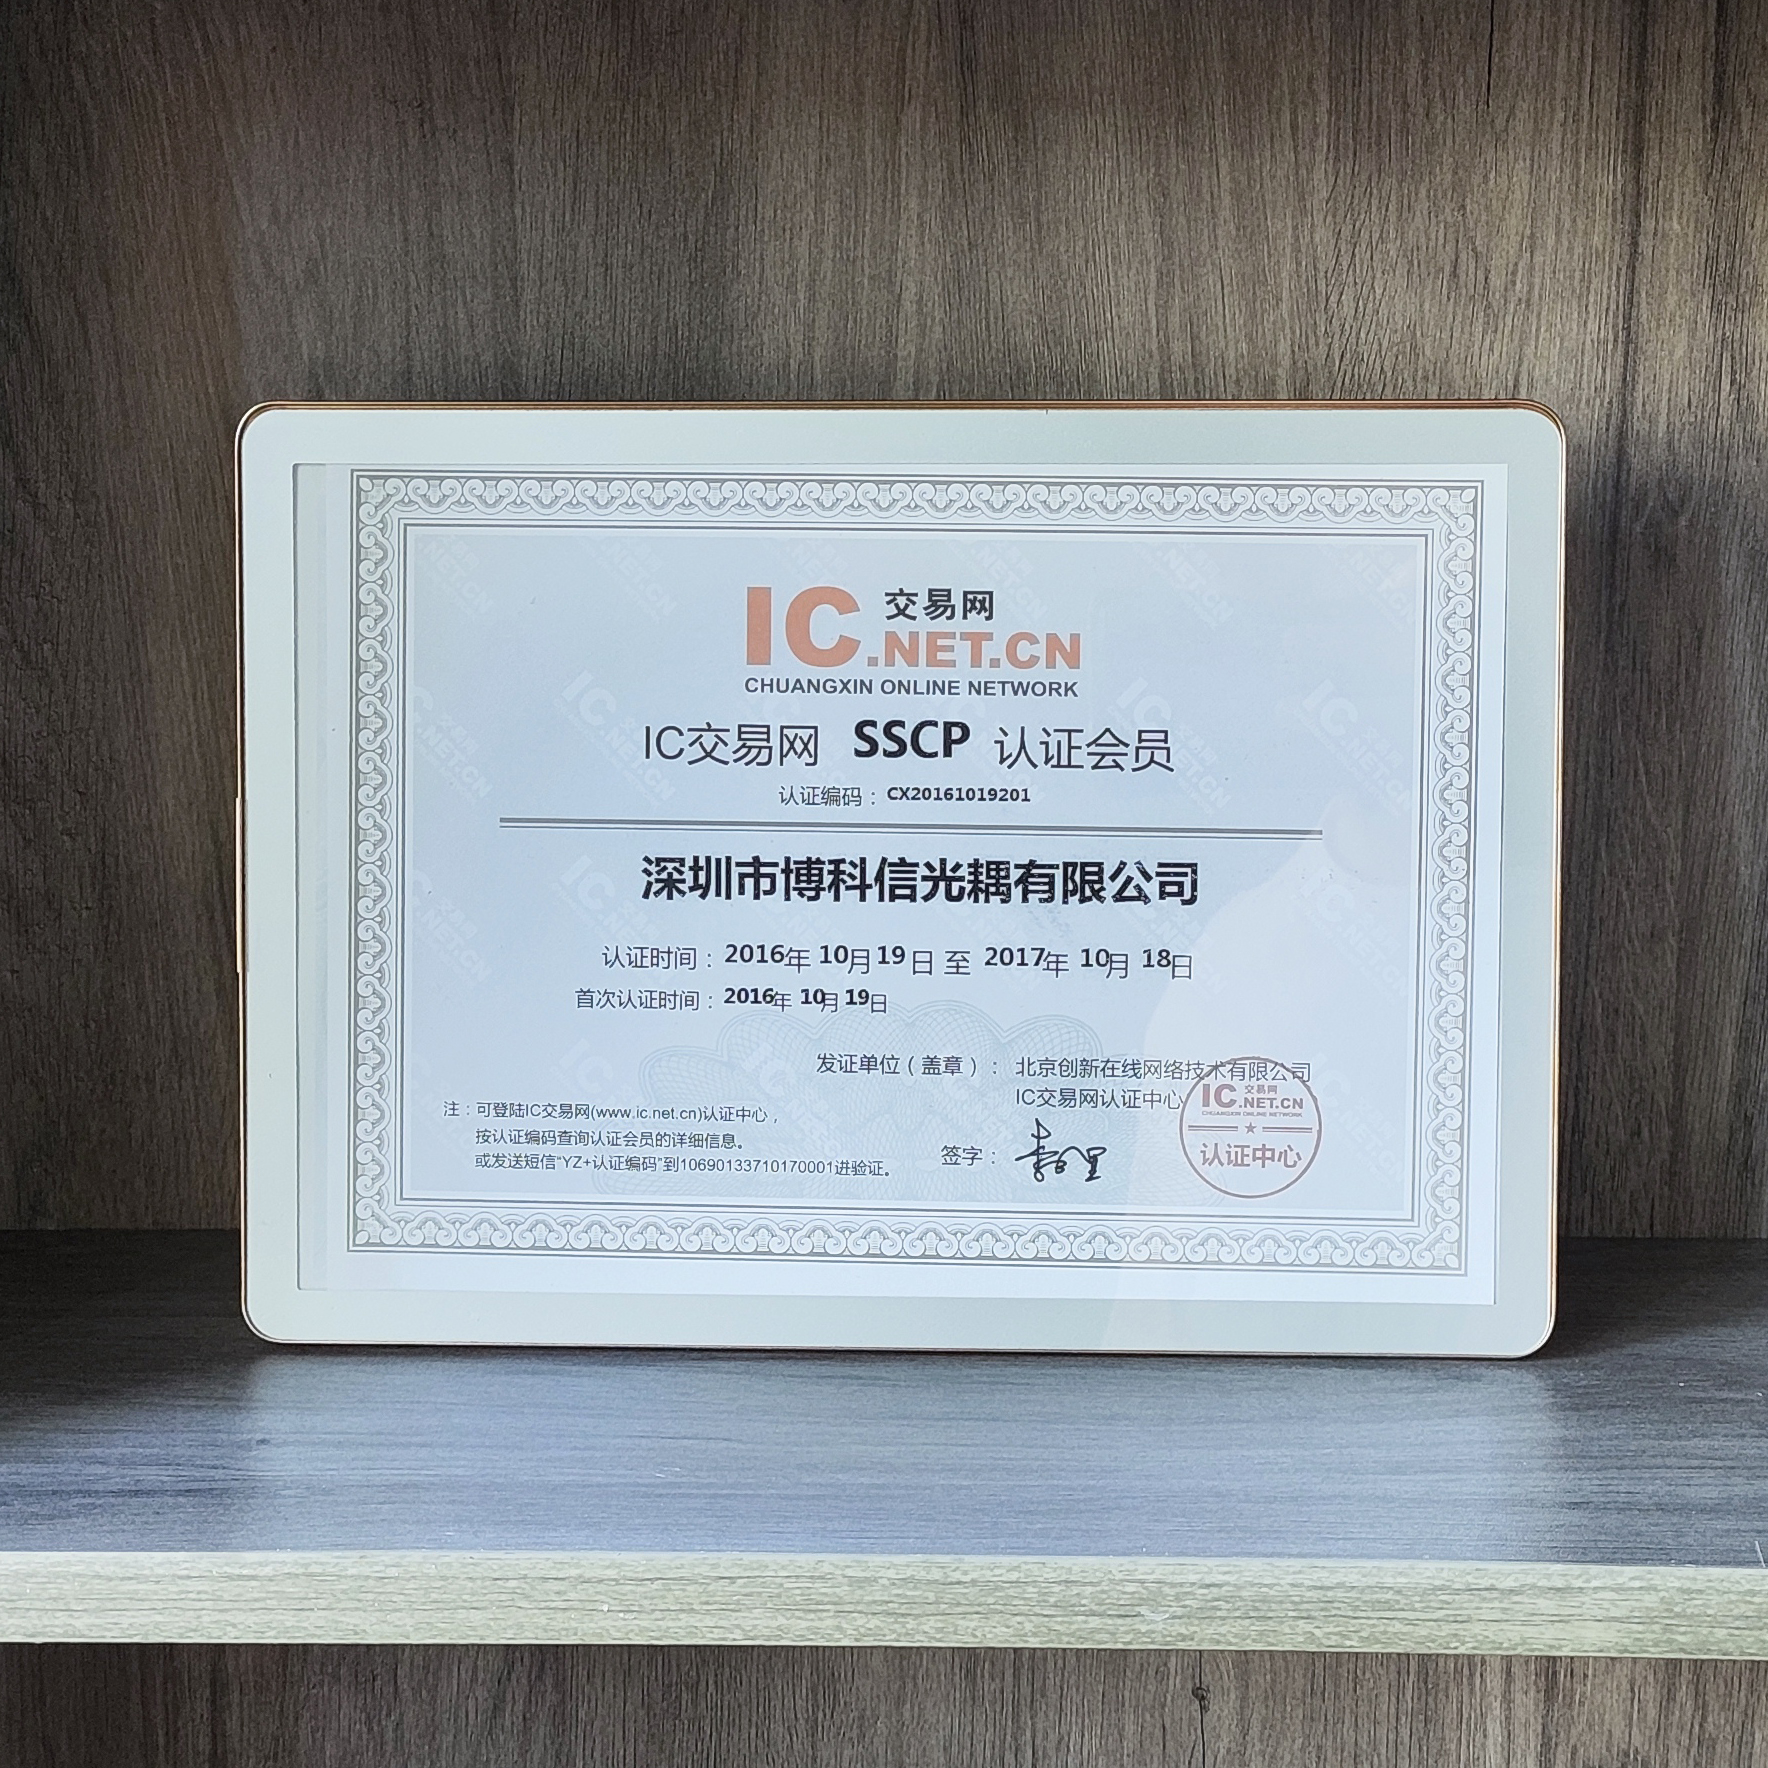 IC 交易网
.NET.CN
CHUANGXIN ONLINE NETWORK
IC交易网 SSCP 认证会员
认证编码：CX20161019201
深圳市博科信光耦有限公司
认证时间：2016年 10月 19日 至 2017年 10月 18日
首次认证时间：2016年 10月 19日
发证单位（盖章）： 北京创新在线网络技术有限公司
IC交易网认证中心
注：可登陆IC交易网(www.ic.net.cn)认证中心，
按认证编码查询认证会员的详细信息。
或发送短信“YZ+认证编码”到10690133710170001进验证。
签字：
IC 交易网
.NET.CN
CHUANGXIN ONLINE NETWORK
认证中心